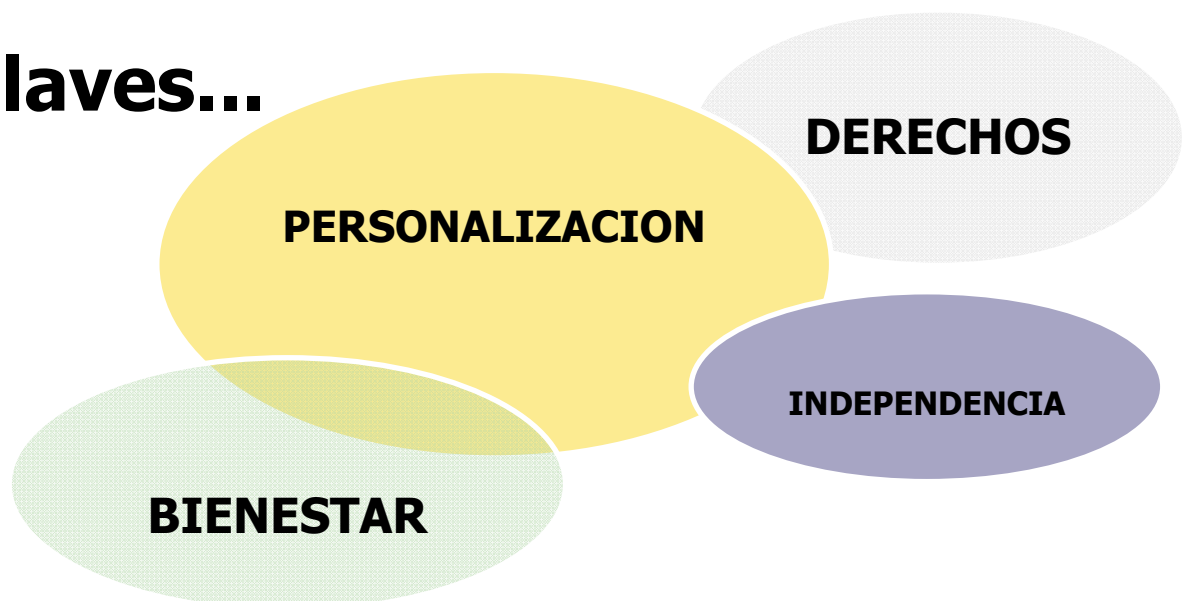 laves...
DERECHOS
PERSONALIZACION
INDEPENDENCIA
BIENESTAR